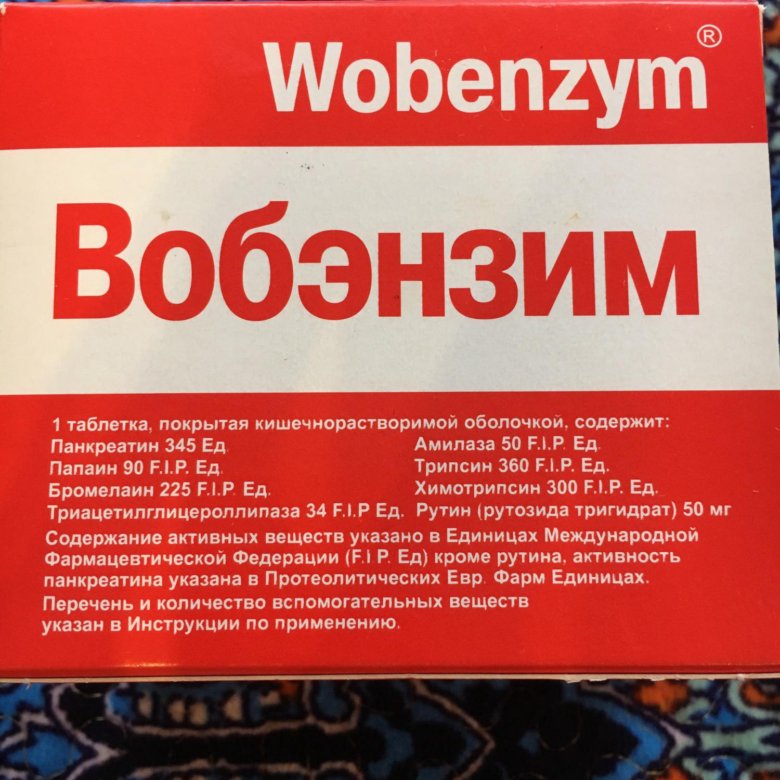 Wobenzym®
Вобэнзим
1 таблетка, покрытая кишечнорастворимой оболочкой, содержит:
Панкреатин 345 Ед. Амилаза 50 F.I.P. Ед.
Папаин 90 F.I.P. Ед. Трипсин 360 F.I.P. Ед.
Бромелаин 225 F.I.P. Ед. Химотрипсин 300 F.I.P. Ед.
Триацетилглицероллипаза 34 F.I.P Ед. Рутин (рутозида тригидрат) 50 мг
Содержание активных веществ указано в Единицах Международной
Фармацевтической Федерации (F.I P. Ед) кроме рутина, активность
панкреатина указана в Протеолитических Евр. Фарм Единицах.
Перечень и количество вспомогательных веществ
указан в Инструкции по применению.